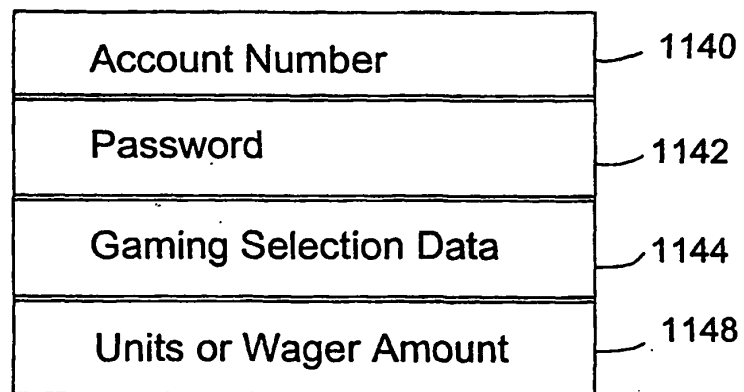 Account Number 1140
Password 1142
Gaming Selection Data 1144
Units or Wager Amount 1148